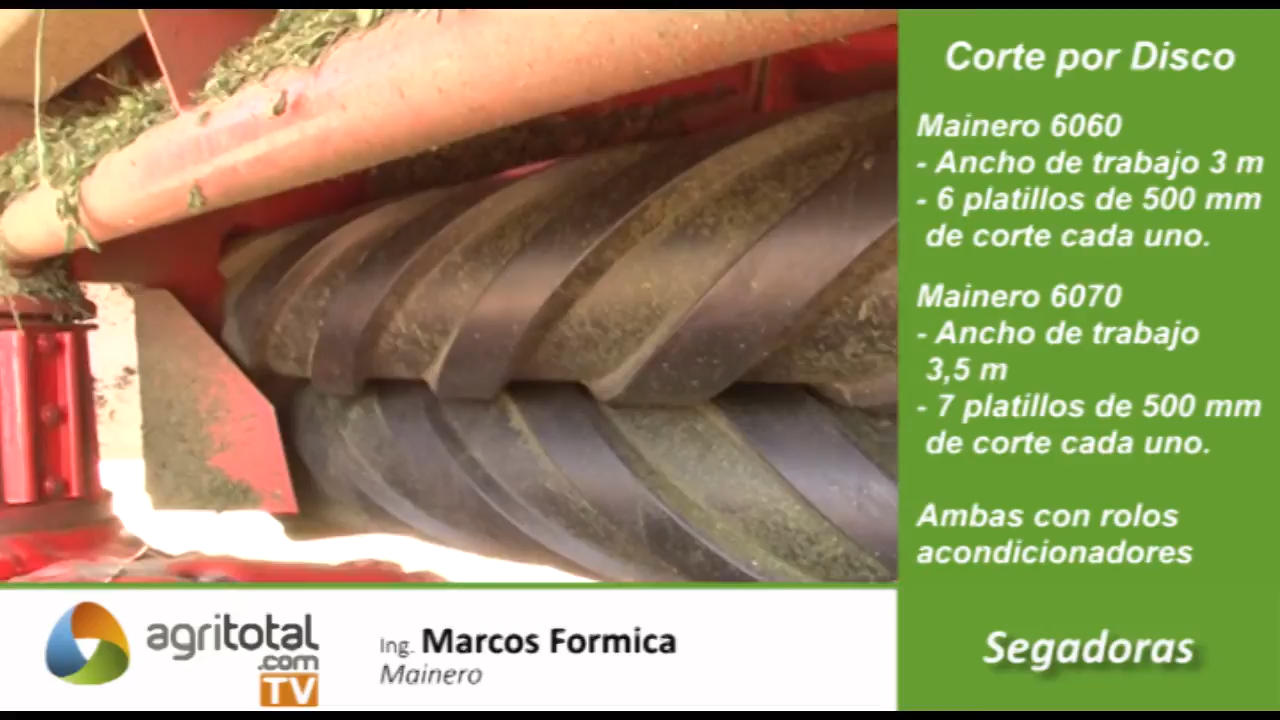 Corte por Disco
Mainero 6060
- Ancho de trabajo 3 m
- 6 platillos de 500 mm
de corte cada uno.
Mainero 6070
- Ancho de trabajo
3,5 m
- 7 platillos de 500 mm
de corte cada uno.
Ambas con rolos
acondicionadores
Segadoras
agritotal
.com
TV
Ing. Marcos Formica
Mainero